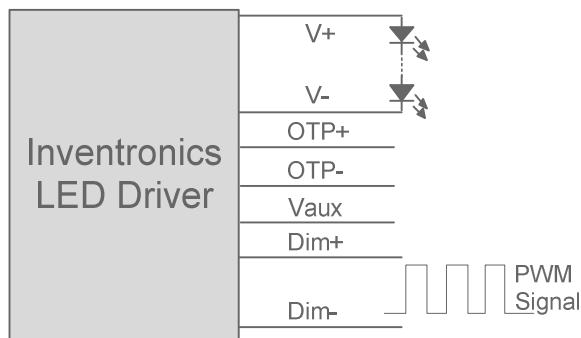 Inventronics
LED Driver
V+
V-
OTP+
OTP-
Vaux
Dim+
Dim-
PWM
Signal